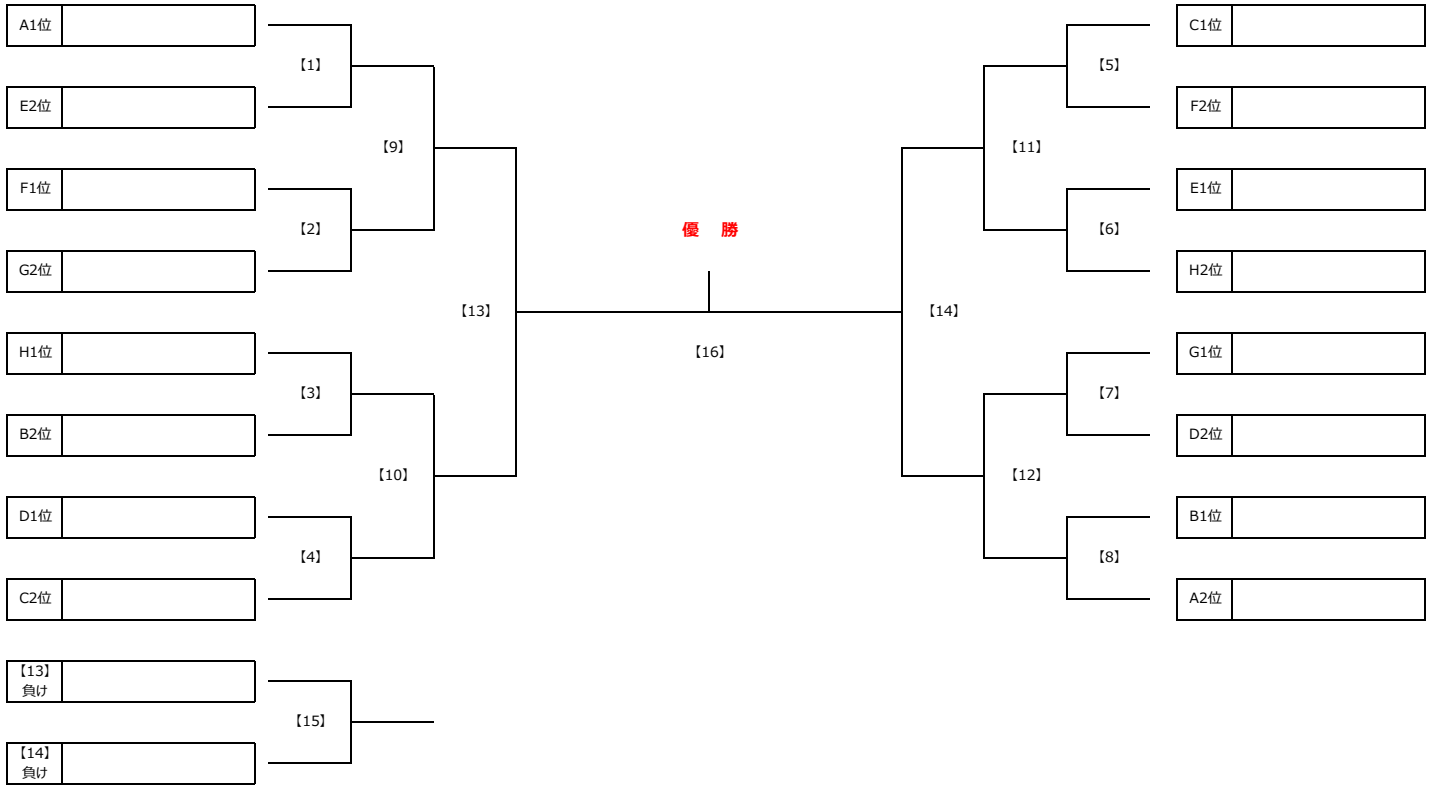 A1位
【1】
E2位
【9】
F1位
【2】
G2位
【13】
H1位
【3】
B2位
【10】
D1位
【4】
C2位
【13】
負け
【15】
【14】
負け
優　勝
【16】
C1位
【5】
F2位
【11】
E1位
【6】
H2位
【14】
G1位
【7】
D2位
【12】
B1位
【8】
A2位